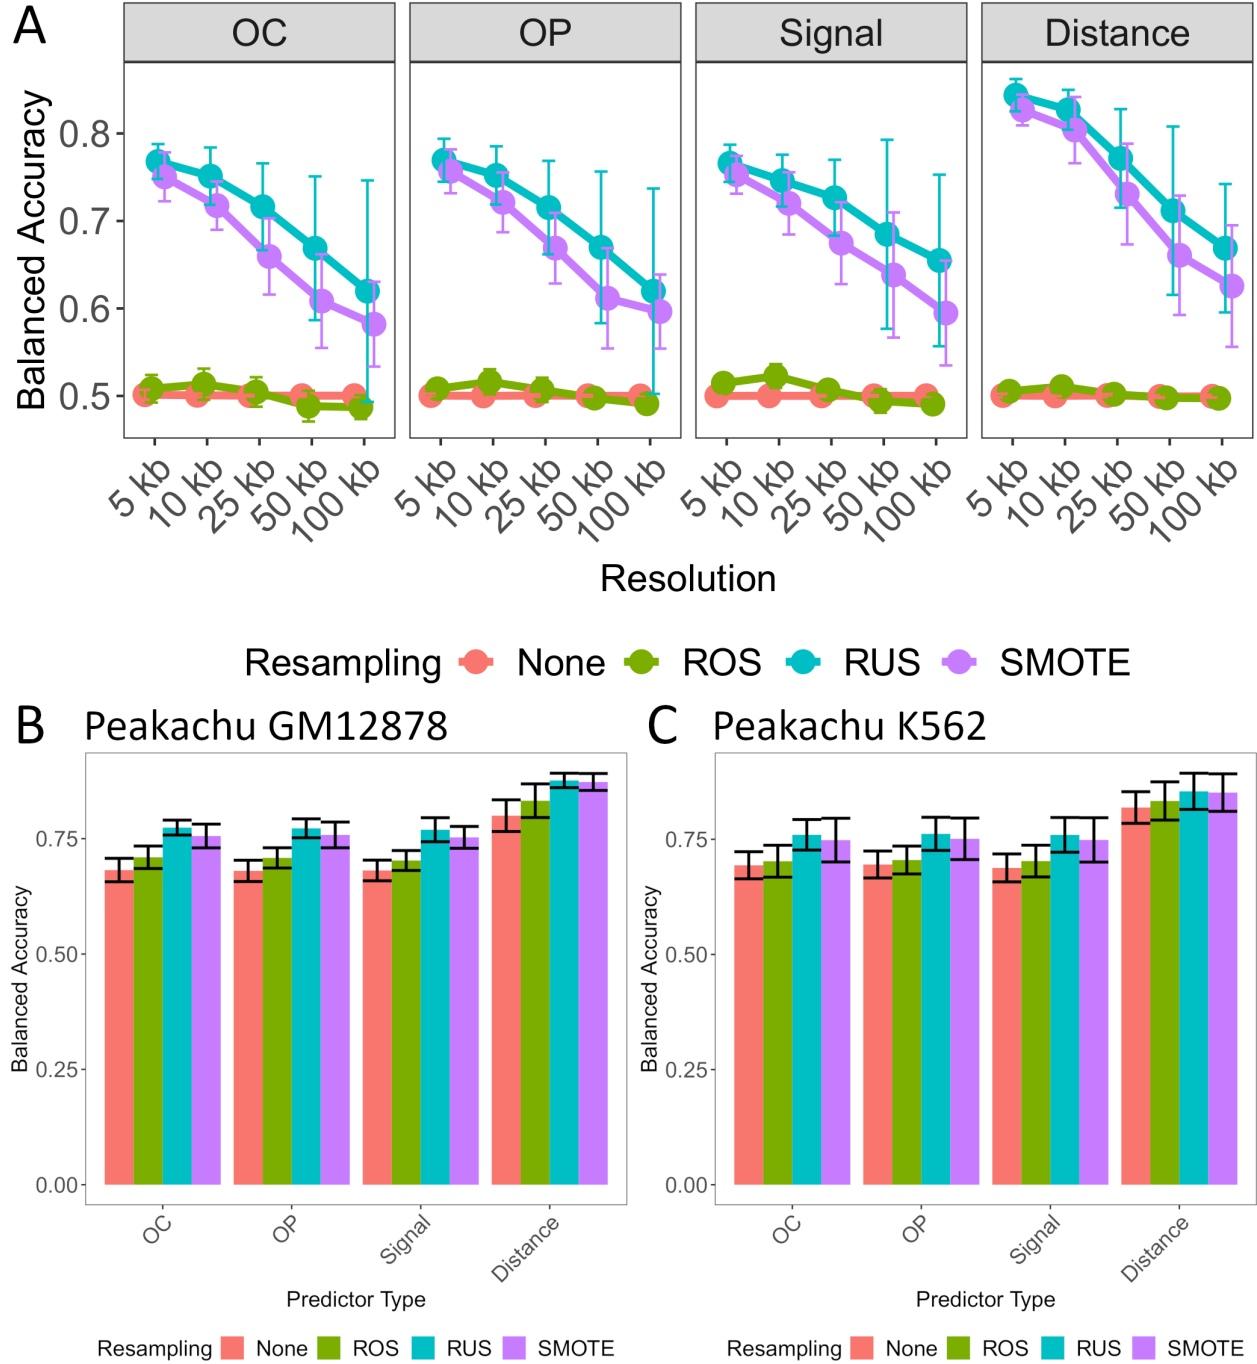 A
OC OP Signal Distance
Balanced Accuracy
0.8
0.7
0.6
0.5
5 kb 10 kb 25 kb 50 kb 100 kb 5 kb 10 kb 25 kb 50 kb 100 kb 5 kb 10 kb 25 kb 50 kb 100 kb 5 kb 10 kb 25 kb 50 kb 100 kb
Resolution
Resampling None ROS RUS SMOTE
B Peakachu GM12878
Balanced Accuracy
0.75
0.50
0.25
0.00
OC OP Signal Distance
Predictor Type
Resampling None ROS RUS SMOTE
C Peakachu K562
Balanced Accuracy
0.75
0.50
0.25
0.00
OC OP Signal Distance
Predictor Type
Resampling None ROS RUS SMOTE